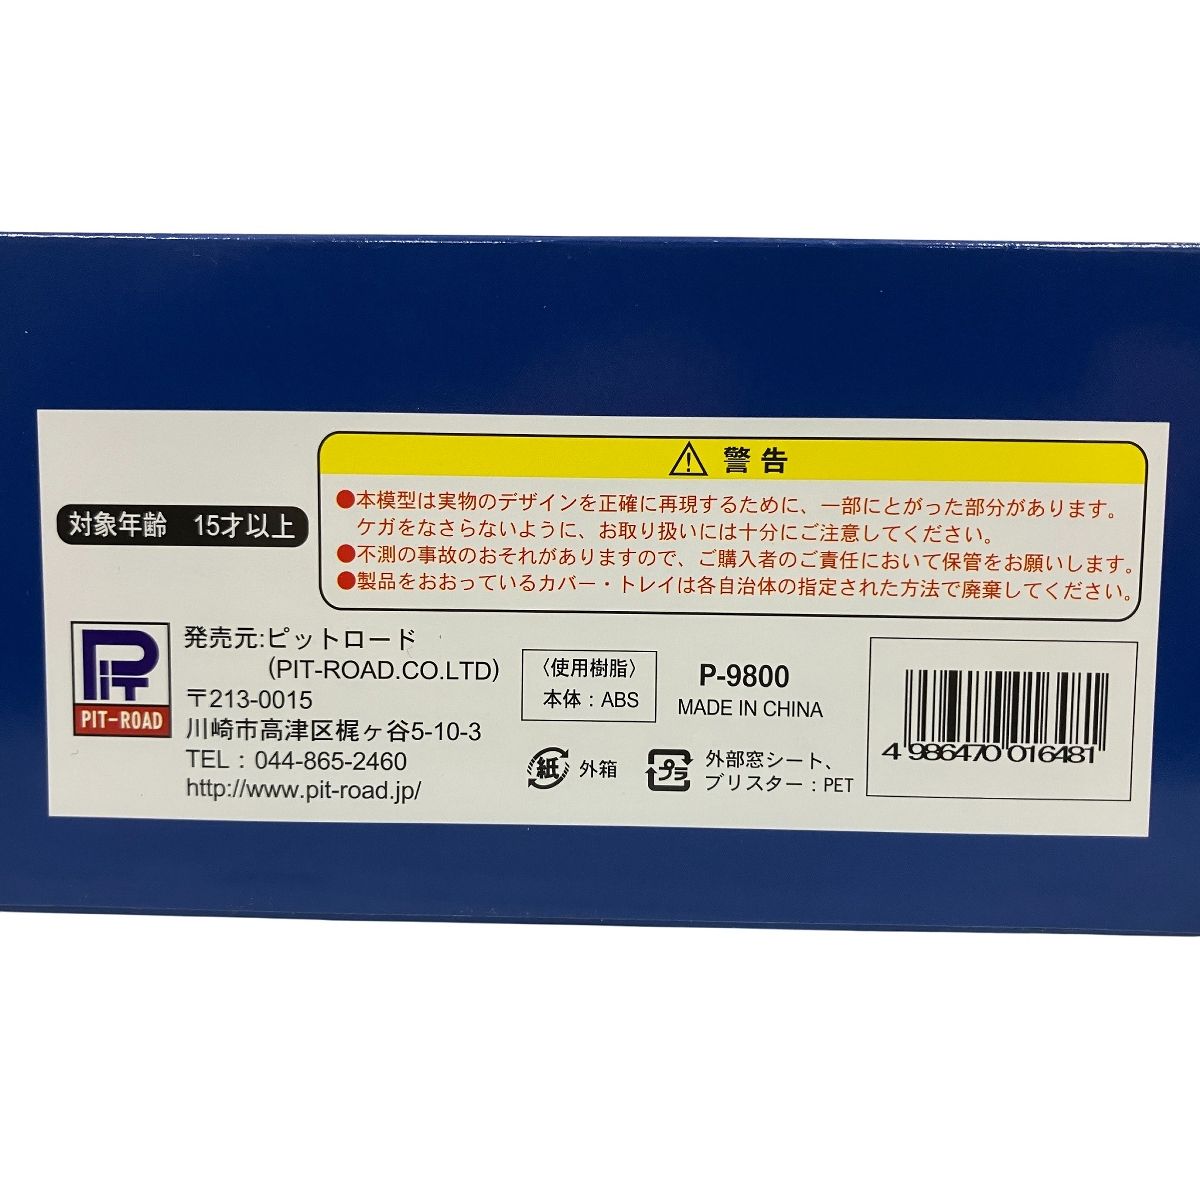 警告
●本模型は実物のデザインを正確に再現するために、一部にとがった部分があります。
ケガをなさらないように、お取り扱いには十分にご注意してください。
●不測の事故のおそれがありますので、ご購入者のご責任において保管をお願いします。
●製品をおおっているカバー・トレイは各自治体の指定された方法で廃棄してください。
対象年齢 15才以上
PIT
PIT-ROAD
発売元:ピットロード
(PIT-ROAD.CO.LTD)
〒213-0015
川崎市高津区梶ヶ谷5-10-3
TEL：044-865-2460
http://www.pit-road.jp/
〈使用樹脂〉
本体：ABS
P-9800
MADE IN CHINA
紙 外箱
プラ 外部窓シート、
ブリスター：PET
4 986470 016481